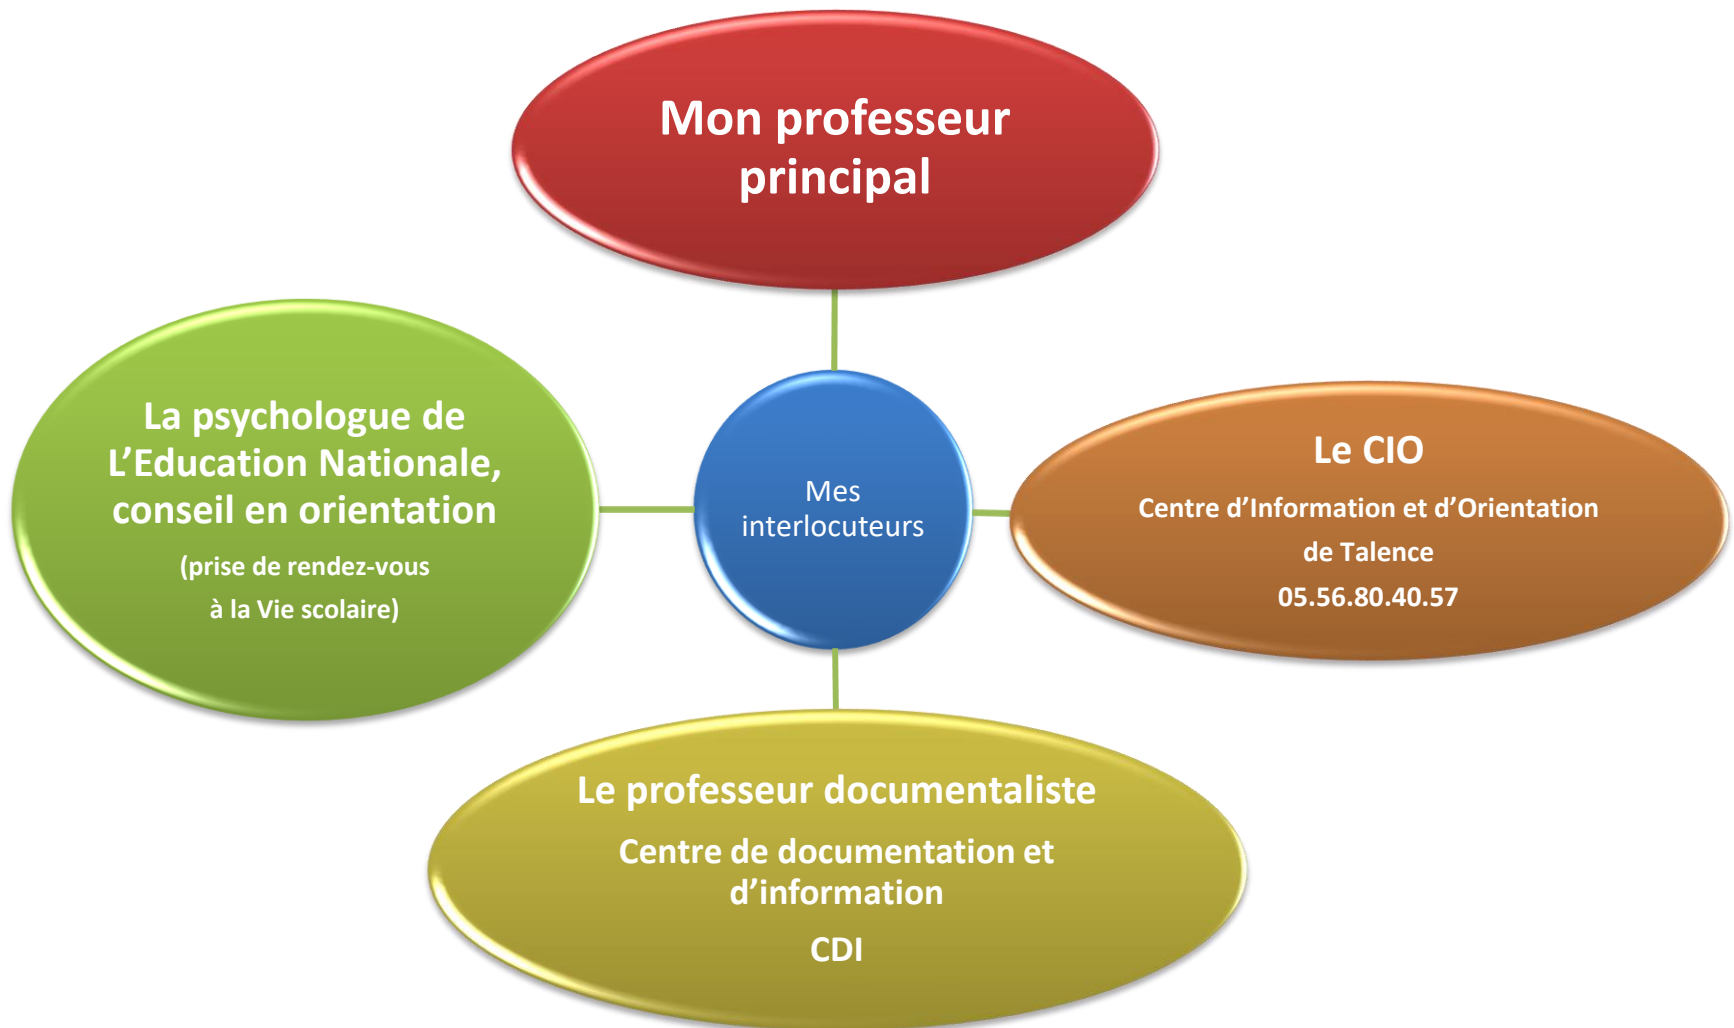 Mon professeur
principal
La psychologue de
L’Education Nationale,
conseil en orientation
(prise de rendez-vous
à la Vie scolaire)
Mes
interlocuteurs
Le CIO
Centre d’Information et d’Orientation
de Talence
05.56.80.40.57
Le professeur documentaliste
Centre de documentation et
d’information
CDI